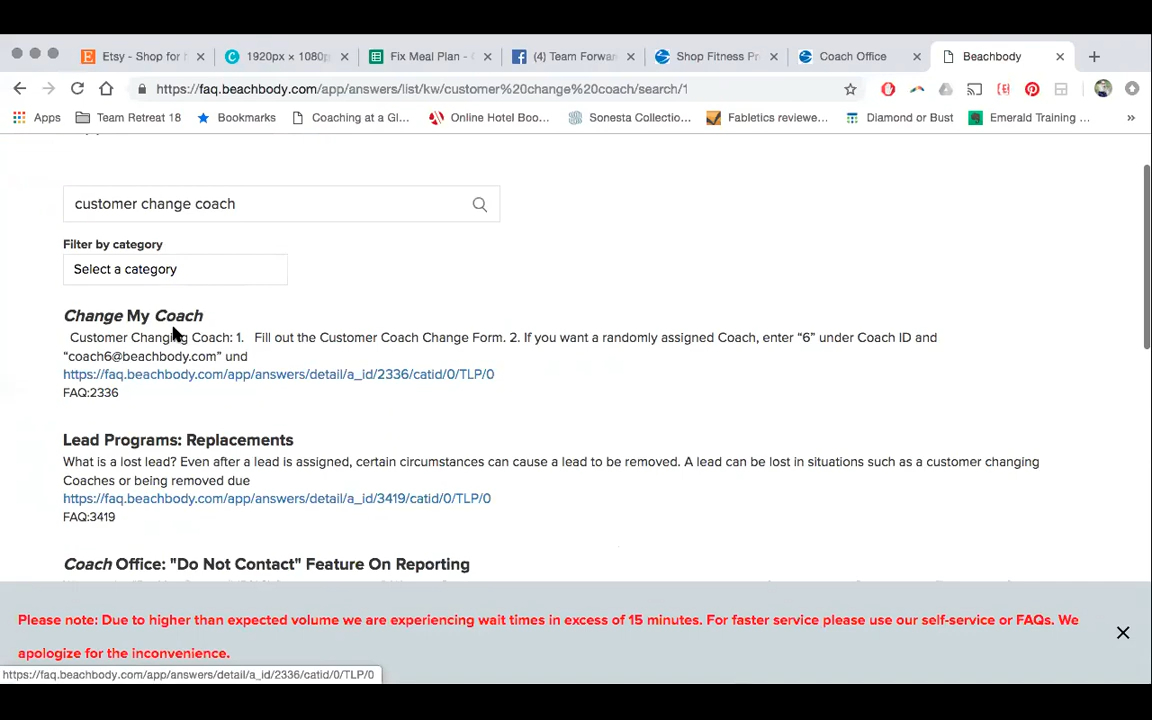 Etsy - Shop for
1920px × 1080p
Fix Meal Plan -
(4) Team Forwar
Shop Fitness Pr
Coach Office
Beachbody
https://faq.beachbody.com/app/answers/list/kw/customer%20change%20coach/search/1
Apps
Team Retreat 18
Bookmarks
Coaching at a Gl...
Online Hotel Boo...
Sonesta Collectio...
Fabletics reviewe...
Diamond or Bust
Emerald Training ...
customer change coach
Filter by category
Select a category
Change My Coach
Customer Changing Coach: 1. Fill out the Customer Coach Change Form. 2. If you want a randomly assigned Coach, enter “6” under Coach ID and
“coach6@beachbody.com” und
https://faq.beachbody.com/app/answers/detail/a_id/2336/catid/0/TLP/0
FAQ:2336
Lead Programs: Replacements
What is a lost lead? Even after a lead is assigned, certain circumstances can cause a lead to be removed. A lead can be lost in situations such as a customer changing
Coaches or being removed due
https://faq.beachbody.com/app/answers/detail/a_id/3419/catid/0/TLP/0
FAQ:3419
Coach Office: "Do Not Contact" Feature On Reporting
Please note: Due to higher than expected volume we are experiencing wait times in excess of 15 minutes. For faster service please use our self-service or FAQs. We
apologize for the inconvenience.
https://faq.beachbody.com/app/answers/detail/a_id/2336/catid/0/TLP/0